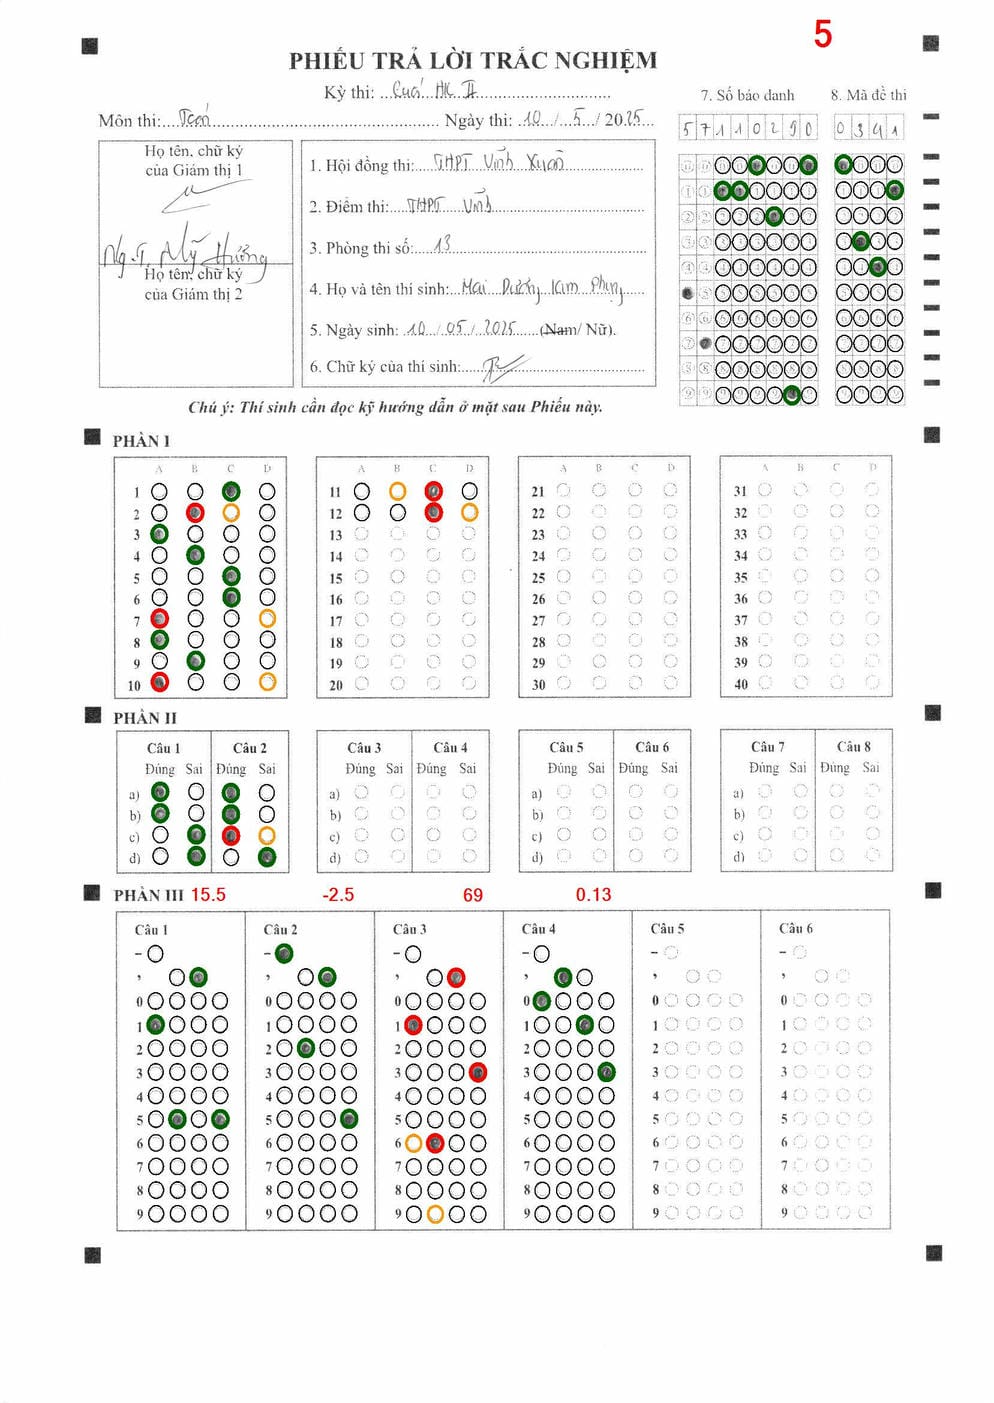 5
PHIẾU TRẢ LỜI TRẮC NGHIỆM
Kỳ thi: Cuối HK II
Môn thi: Toán Ngày thi: 10 / 5 / 2025
7. Số báo danh 8. Mã đề thi
5 7 1 1 0 2 9 0 0 3 4 1
Họ tên, chữ ký
của Giám thị 1
Ng. T. Mỹ Hương
Họ tên, chữ ký
của Giám thị 2
1. Hội đồng thi: THPT Vĩnh Xuân
2. Điểm thi: THPT Vĩnh
3. Phòng thi số: 13
4. Họ và tên thí sinh: Mai Dương Kim Phụng
5. Ngày sinh: 10 / 05 / 2025 (Nam/ Nữ).
6. Chữ ký của thí sinh:
Chú ý: Thí sinh cần đọc kỹ hướng dẫn ở mặt sau Phiếu này.
PHẦN I
A B C D A B C D A B C D A B C D
1 11 21 31
2 12 22 32
3 13 23 33
4 14 24 34
5 15 25 35
6 16 26 36
7 17 27 37
8 18 28 38
9 19 29 39
10 20 30 40
PHẦN II
Câu 1 Câu 2 Câu 3 Câu 4 Câu 5 Câu 6 Câu 7 Câu 8
Đúng Sai Đúng Sai Đúng Sai Đúng Sai Đúng Sai Đúng Sai Đúng Sai Đúng Sai
a) a) a) a)
b) b) b) b)
c) c) c) c)
d) d) d) d)
PHẦN III 15.5 -2.5 69 0.13
Câu 1 Câu 2 Câu 3 Câu 4 Câu 5 Câu 6
- - - - - -
, , , , , ,
0 0 0 0 0 0
1 1 1 1 1 1
2 2 2 2 2 2
3 3 3 3 3 3
4 4 4 4 4 4
5 5 5 5 5 5
6 6 6 6 6 6
7 7 7 7 7 7
8 8 8 8 8 8
9 9 9 9 9 9